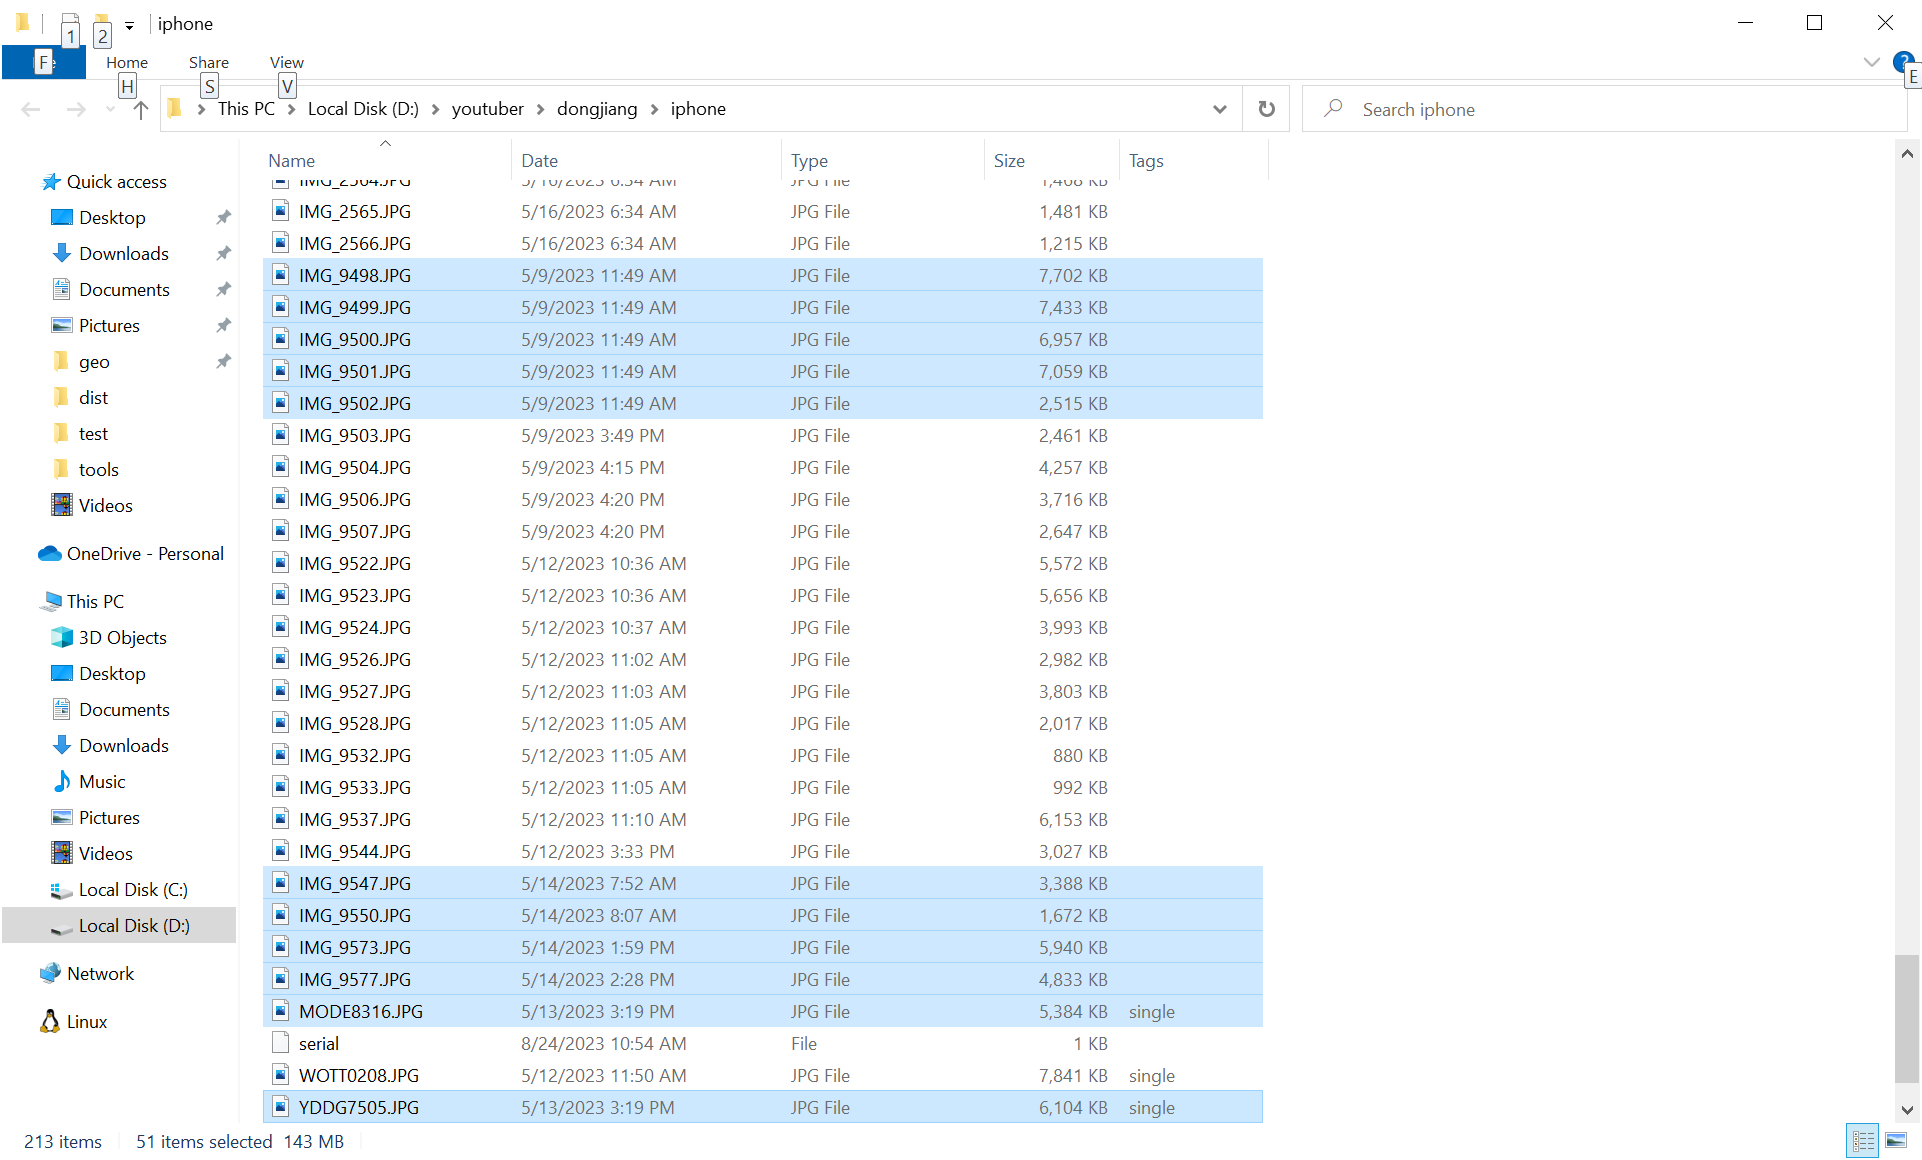 1 2 iphone
F Home Share View
H S V E
This PC Local Disk (D:) youtuber dongjiang iphone Search iphone
Name Date Type Size Tags
IMG_2564.JPG 5/16/2023 6:34 AM JPG File 1,468 KB
IMG_2565.JPG 5/16/2023 6:34 AM JPG File 1,481 KB
IMG_2566.JPG 5/16/2023 6:34 AM JPG File 1,215 KB
IMG_9498.JPG 5/9/2023 11:49 AM JPG File 7,702 KB
IMG_9499.JPG 5/9/2023 11:49 AM JPG File 7,433 KB
IMG_9500.JPG 5/9/2023 11:49 AM JPG File 6,957 KB
IMG_9501.JPG 5/9/2023 11:49 AM JPG File 7,059 KB
IMG_9502.JPG 5/9/2023 11:49 AM JPG File 2,515 KB
IMG_9503.JPG 5/9/2023 3:49 PM JPG File 2,461 KB
IMG_9504.JPG 5/9/2023 4:15 PM JPG File 4,257 KB
IMG_9506.JPG 5/9/2023 4:20 PM JPG File 3,716 KB
IMG_9507.JPG 5/9/2023 4:20 PM JPG File 2,647 KB
IMG_9522.JPG 5/12/2023 10:36 AM JPG File 5,572 KB
IMG_9523.JPG 5/12/2023 10:36 AM JPG File 5,656 KB
IMG_9524.JPG 5/12/2023 10:37 AM JPG File 3,993 KB
IMG_9526.JPG 5/12/2023 11:02 AM JPG File 2,982 KB
IMG_9527.JPG 5/12/2023 11:03 AM JPG File 3,803 KB
IMG_9528.JPG 5/12/2023 11:05 AM JPG File 2,017 KB
IMG_9532.JPG 5/12/2023 11:05 AM JPG File 880 KB
IMG_9533.JPG 5/12/2023 11:05 AM JPG File 992 KB
IMG_9537.JPG 5/12/2023 11:10 AM JPG File 6,153 KB
IMG_9544.JPG 5/12/2023 3:33 PM JPG File 3,027 KB
IMG_9547.JPG 5/14/2023 7:52 AM JPG File 3,388 KB
IMG_9550.JPG 5/14/2023 8:07 AM JPG File 1,672 KB
IMG_9573.JPG 5/14/2023 1:59 PM JPG File 5,940 KB
IMG_9577.JPG 5/14/2023 2:28 PM JPG File 4,833 KB
MODE8316.JPG 5/13/2023 3:19 PM JPG File 5,384 KB single
serial 8/24/2023 10:54 AM File 1 KB
WOTT0208.JPG 5/12/2023 11:50 AM JPG File 7,841 KB single
YDDG7505.JPG 5/13/2023 3:19 PM JPG File 6,104 KB single
Quick access
Desktop
Downloads
Documents
Pictures
geo
dist
test
tools
Videos
OneDrive - Personal
This PC
3D Objects
Desktop
Documents
Downloads
Music
Pictures
Videos
Local Disk (C:)
Local Disk (D:)
Network
Linux
213 items 51 items selected 143 MB